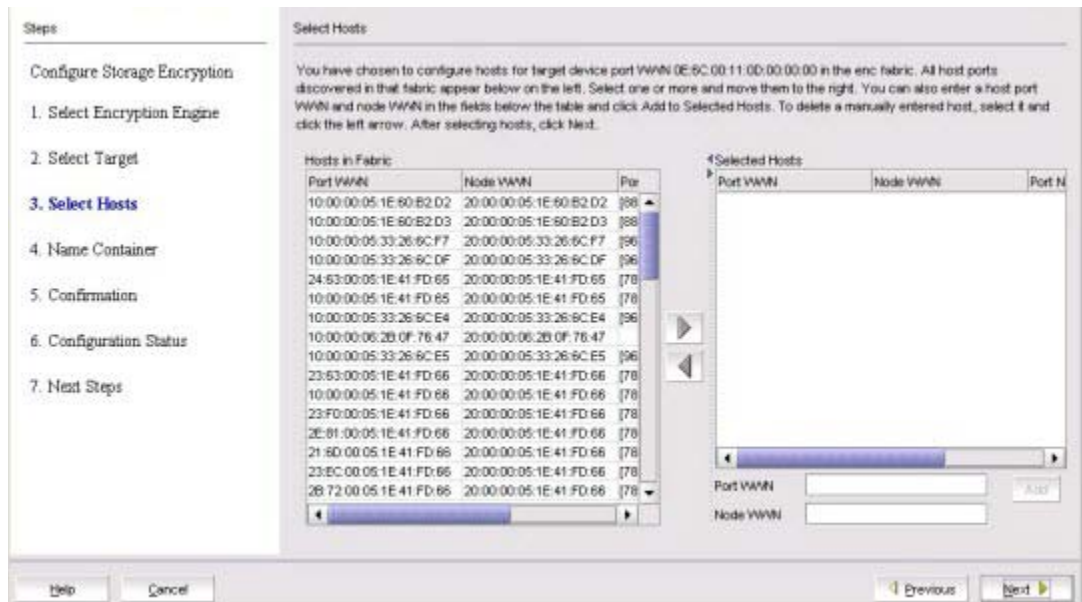 Steps
Configure Storage Encryption
1. Select Encryption Engine
2. Select Target
3. Select Hosts
4. Name Container
5. Confirmation
6. Configuration Status
7. Next Steps
Select Hosts
You have chosen to configure hosts for target device port WWN 0E:6C:00:11:0D:00:00:00 in the enc fabric. All host ports
discovered in that fabric appear below on the left. Select one or more and move them to the right. You can also enter a host port
WWN and node WWN in the fields below the table and click Add to Selected Hosts. To delete a manually entered host, select it and
click the left arrow. After selecting hosts, click Next.
Hosts in Fabric
Port WWN Node WWN Por
10:00:00:05:1E:60:B2:D2 20:00:00:05:1E:60:B2:D2 [88
10:00:00:05:1E:60:B2:D3 20:00:00:05:1E:60:B2:D3 [88
10:00:00:05:33:26:6C:F7 20:00:00:05:33:26:6C:F7 [96
10:00:00:05:33:26:6C:DF 20:00:00:05:33:26:6C:DF [96
24:63:00:05:1E:41:FD:65 20:00:00:05:1E:41:FD:65 [78
10:00:00:05:1E:41:FD:65 20:00:00:05:1E:41:FD:65 [78
10:00:00:05:33:26:6C:E4 20:00:00:05:33:26:6C:E4 [96
10:00:00:06:2B:0F:76:47 20:00:00:06:2B:0F:76:47
10:00:00:05:33:26:6C:E5 20:00:00:05:33:26:6C:E5 [96
23:63:00:05:1E:41:FD:66 20:00:00:05:1E:41:FD:66 [78
10:00:00:05:1E:41:FD:66 20:00:00:05:1E:41:FD:66 [78
23:F0:00:05:1E:41:FD:66 20:00:00:05:1E:41:FD:66 [78
2E:81:00:05:1E:41:FD:66 20:00:00:05:1E:41:FD:66 [78
21:6D:00:05:1E:41:FD:66 20:00:00:05:1E:41:FD:66 [78
23:EC:00:05:1E:41:FD:66 20:00:00:05:1E:41:FD:66 [78
2B:72:00:05:1E:41:FD:66 20:00:00:05:1E:41:FD:66 [78
Selected Hosts
Port WWN Node WWN Port N
Port WWN
Add
Node WWN
Help Cancel Previous Next